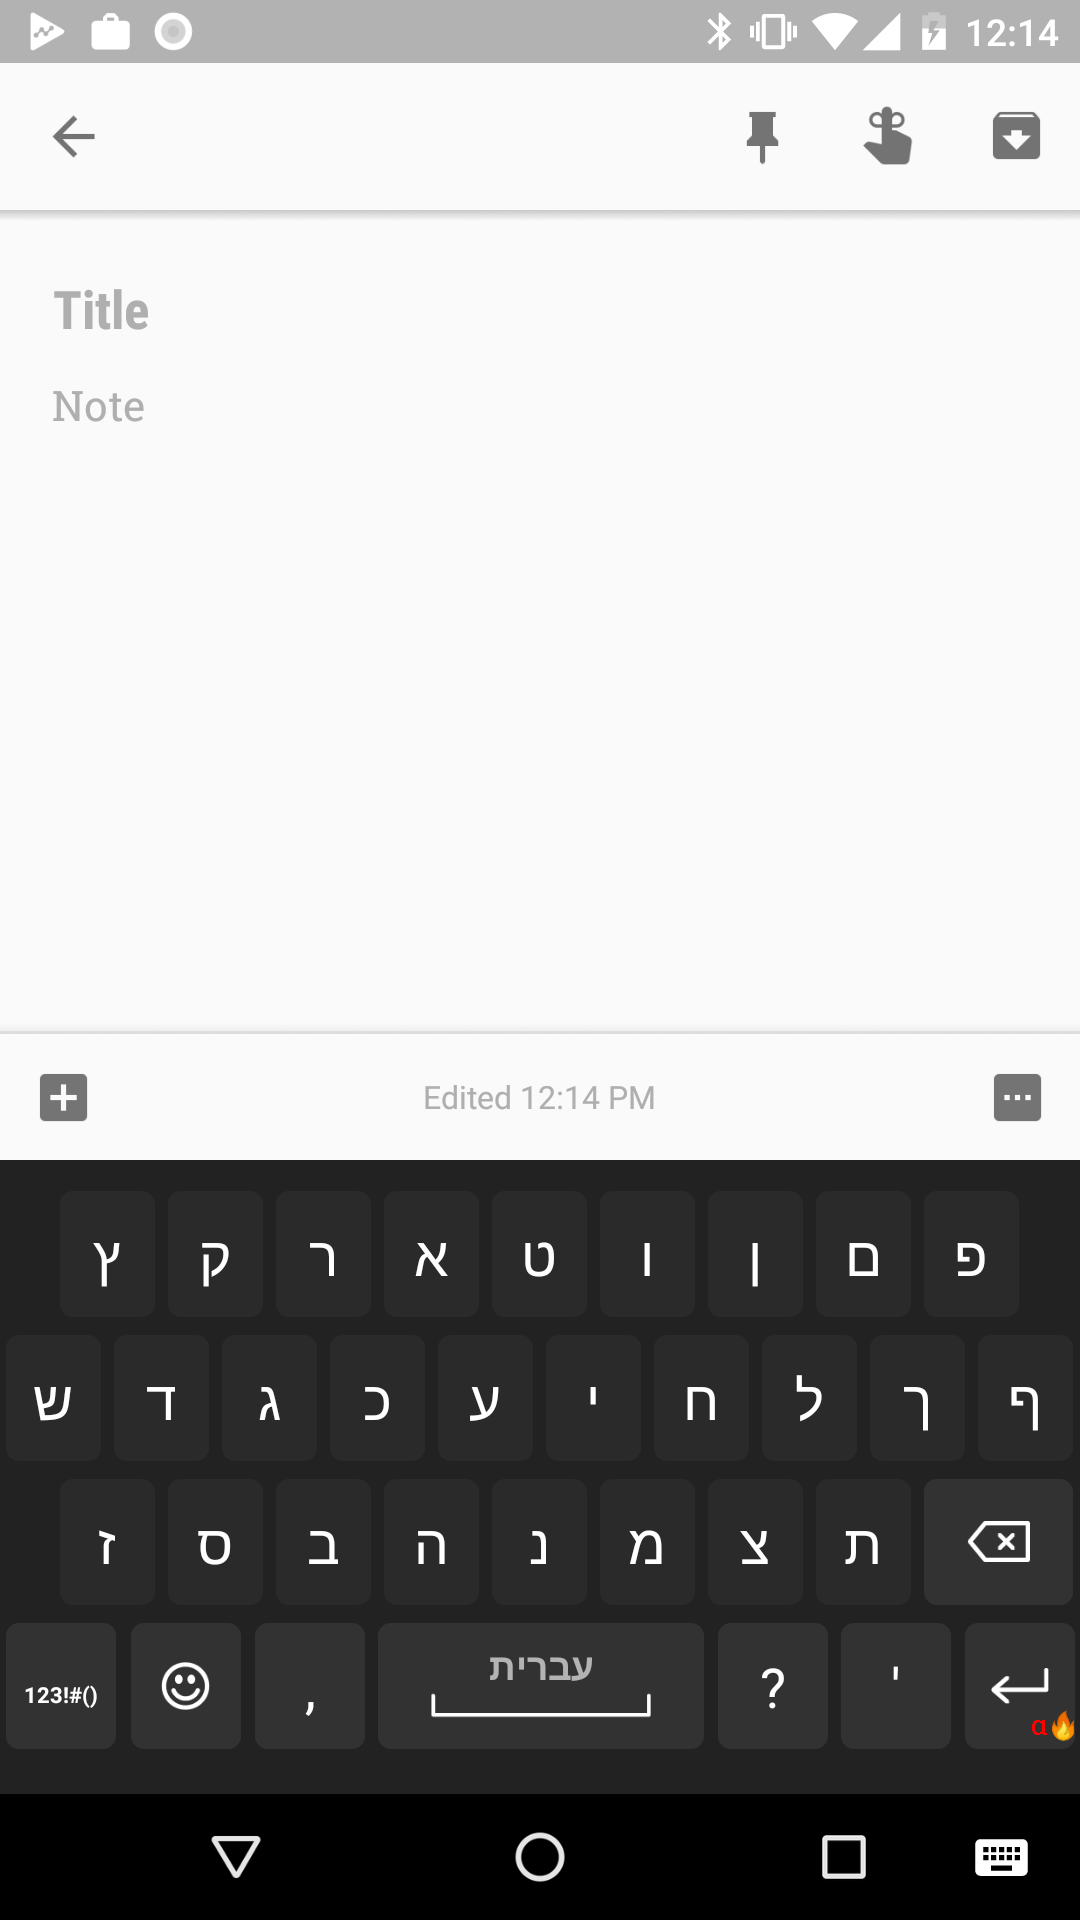 12:14
Title
Note
Edited 12:14 PM
ץ ק ר א ט ו ן ם פ
ש ד ג כ ע י ח ל ך ף
ז ס ב ה נ מ צ ת
עברית
123!#() , ? '
α🔥